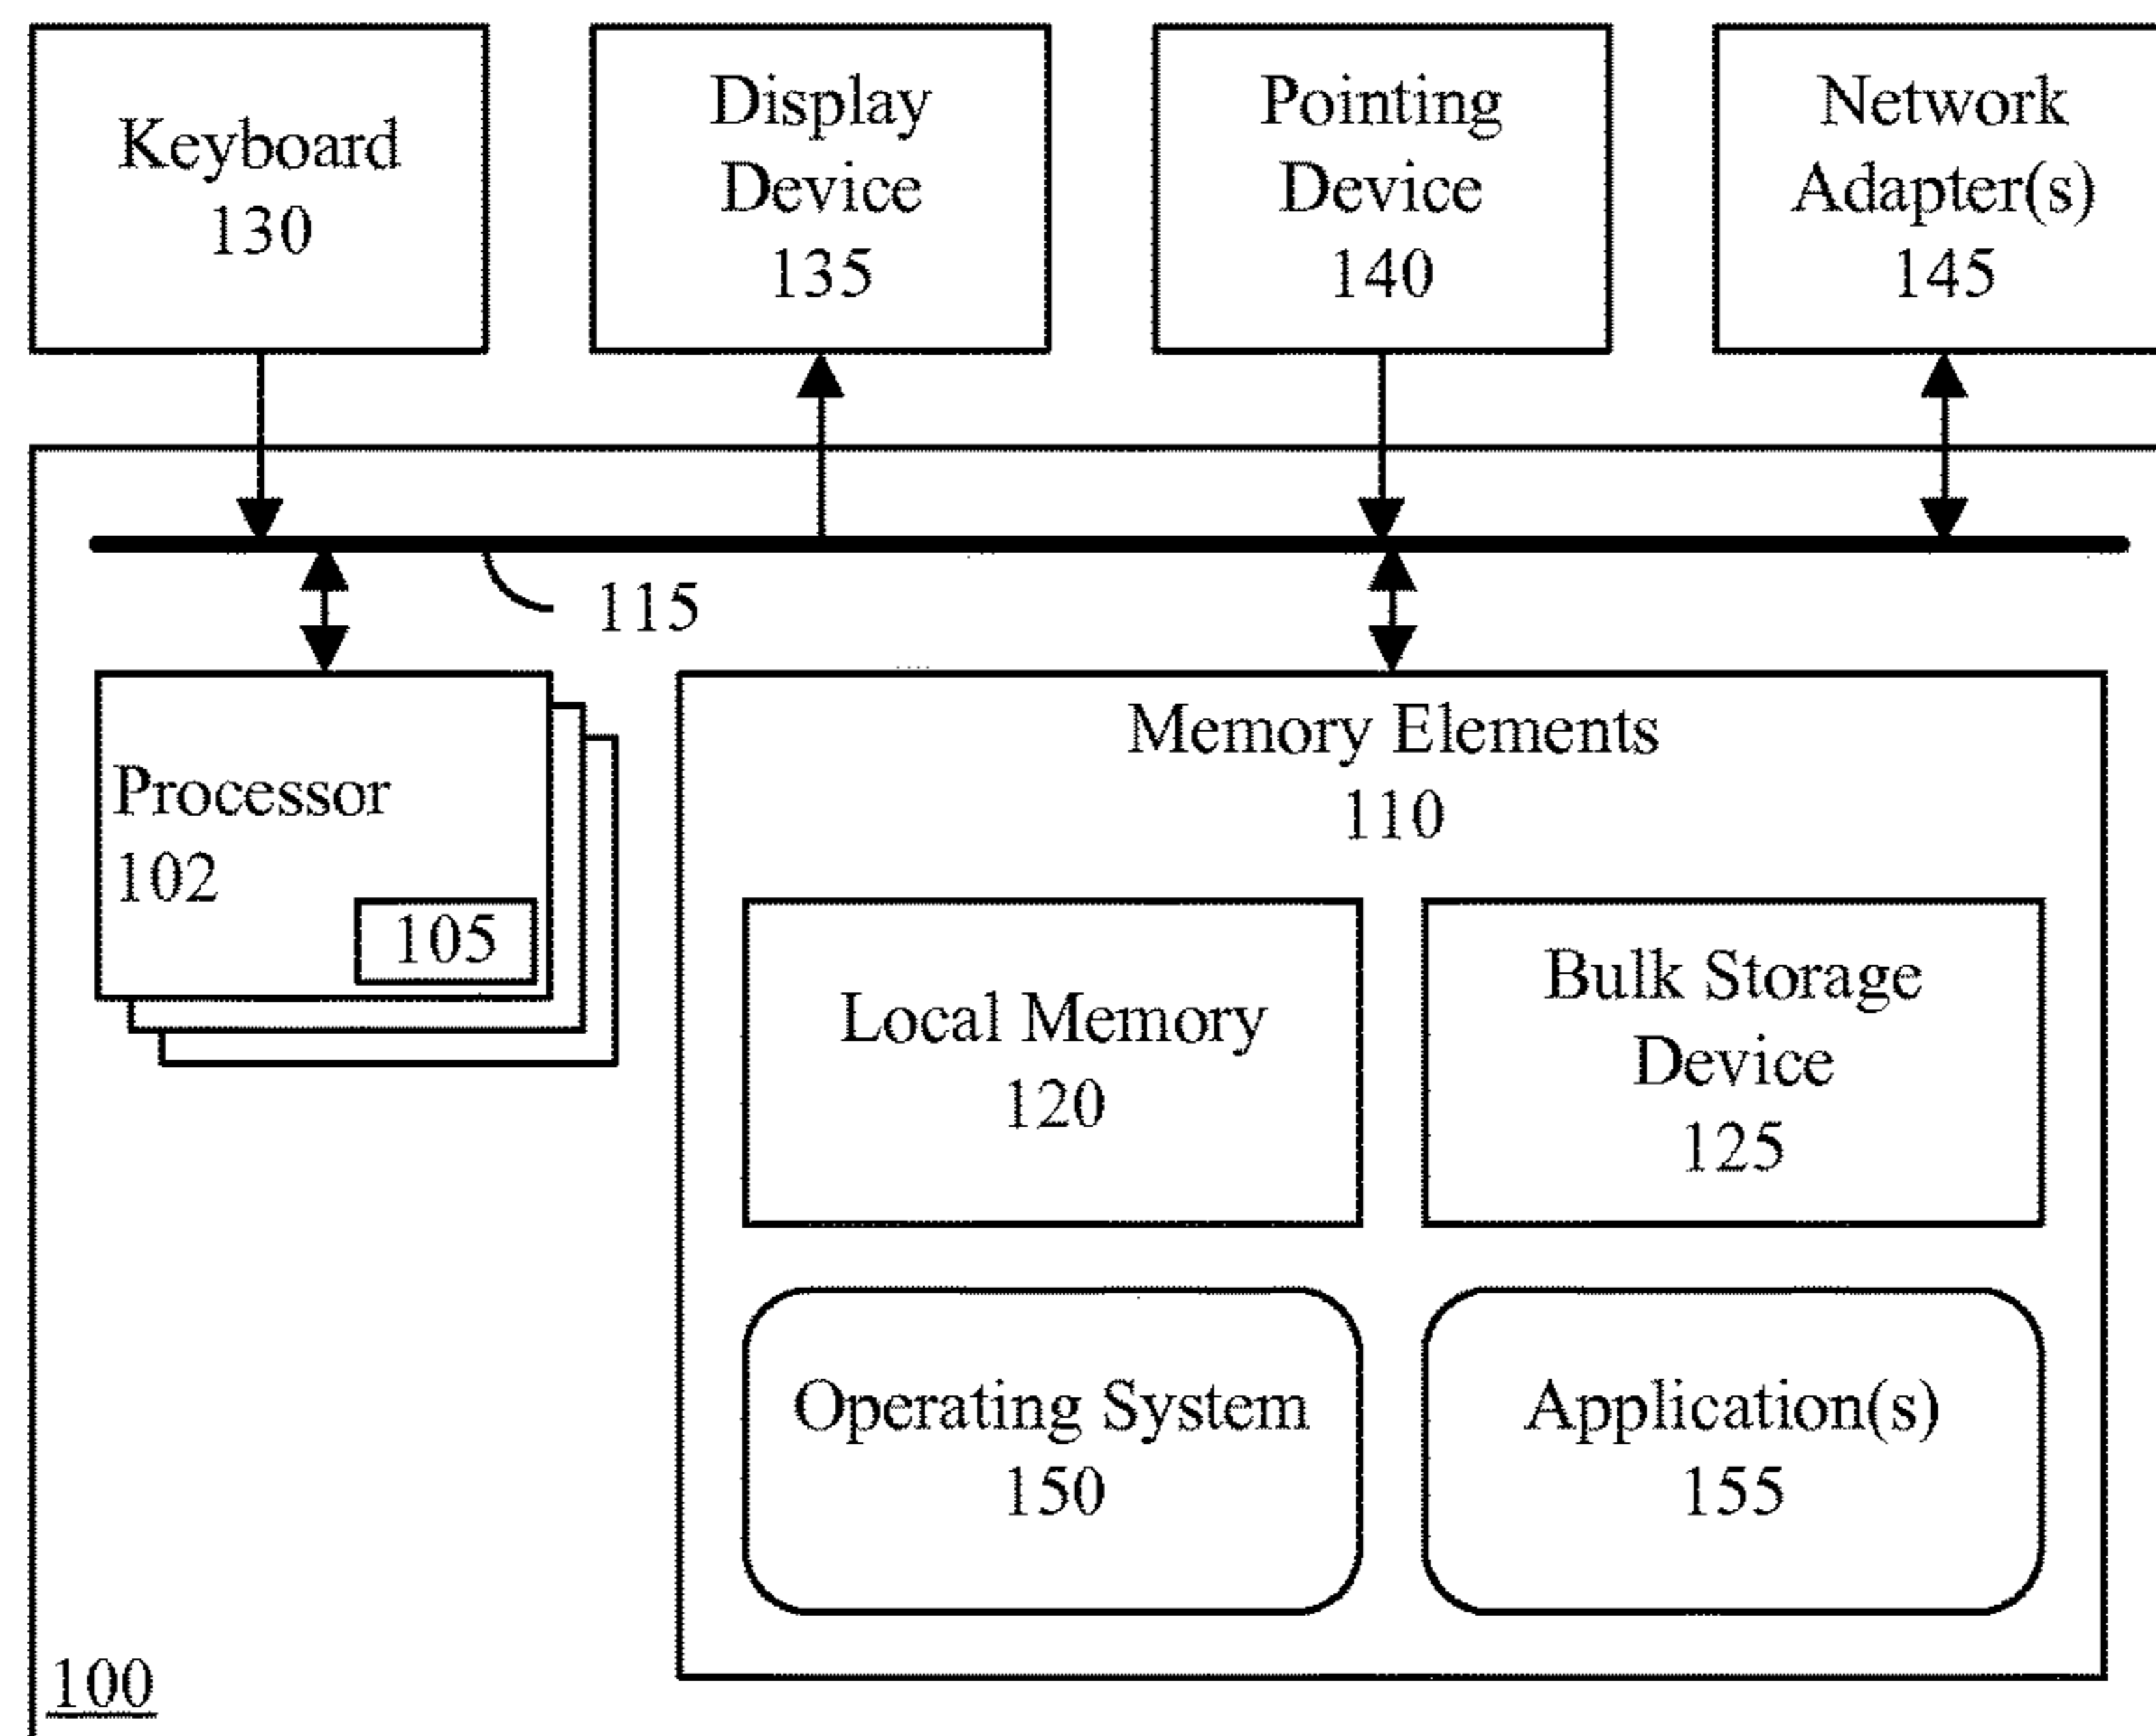 Keyboard
130
Display
Device
135
Pointing
Device
140
Network
Adapter(s)
145
115
Processor
102
105
Memory Elements
110
Local Memory
120
Bulk Storage
Device
125
Operating System
150
Application(s)
155
100